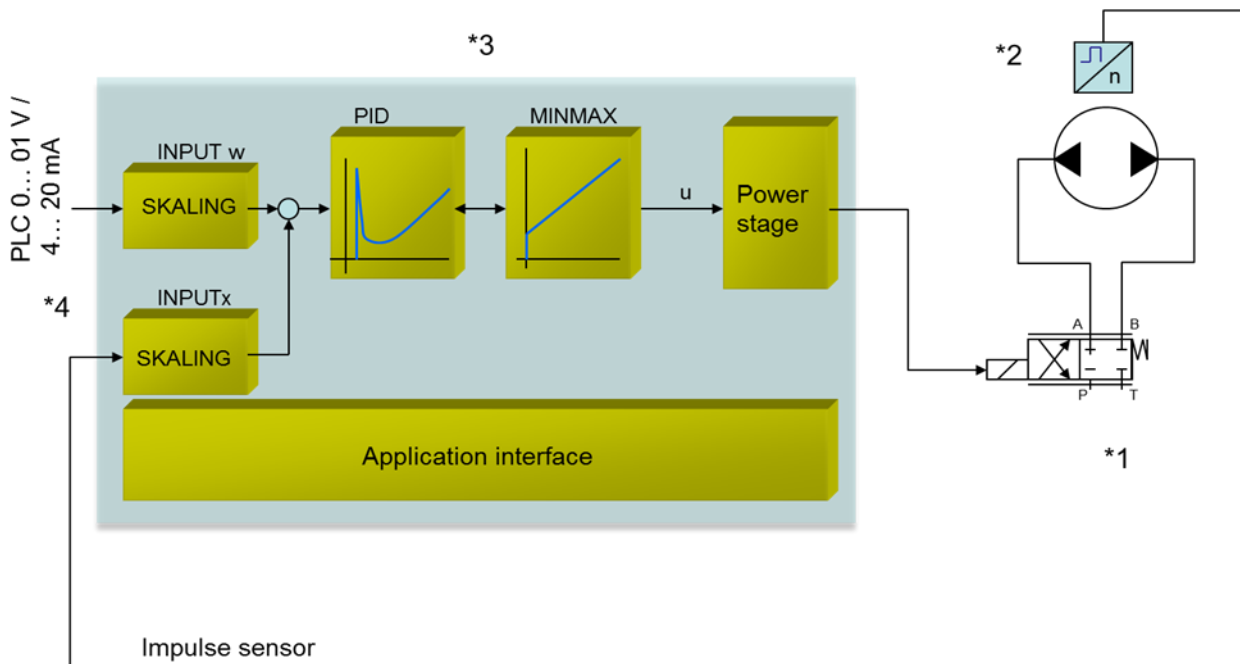 *3
*2
n
PID
MINMAX
INPUT w
PLC 0... 01 V /
4... 20 mA
SKALING
u
Power
stage
*4
INPUTx
SKALING
A
B
P
T
Application interface
*1
Impulse sensor